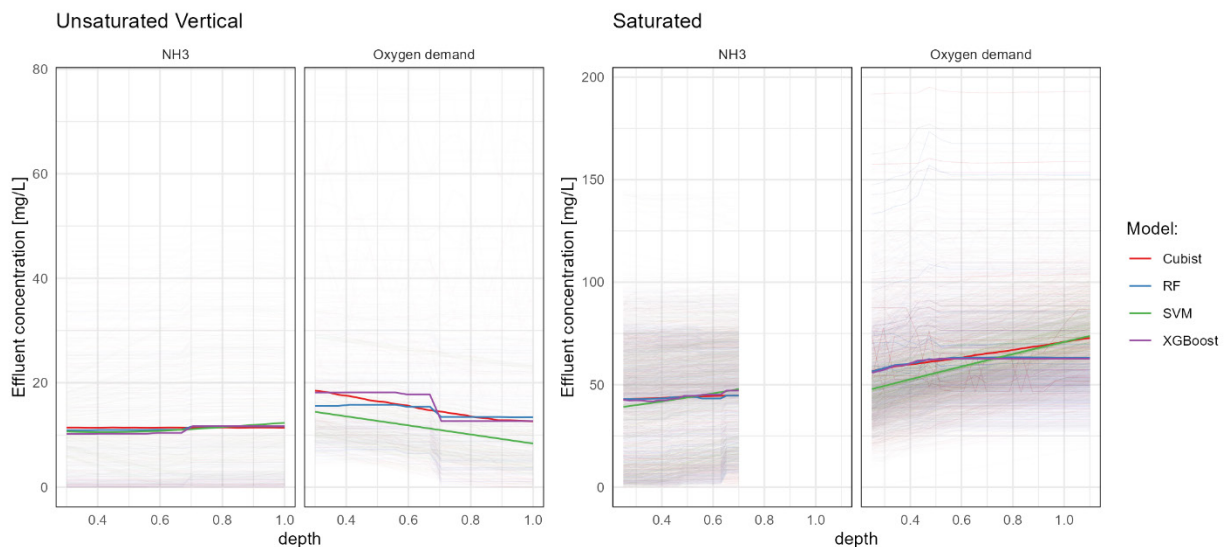 Unsaturated Vertical
NH3
Oxygen demand
80
60
40
20
0
Effluent concentration [mg/L]
0.4
0.6
0.8
1.0
0.4
0.6
0.8
1.0
depth
Saturated
NH3
Oxygen demand
200
150
100
50
0
Effluent concentration [mg/L]
0.4
0.6
0.8
1.0
0.4
0.6
0.8
1.0
depth
Model:
Cubist
RF
SVM
XGBoost